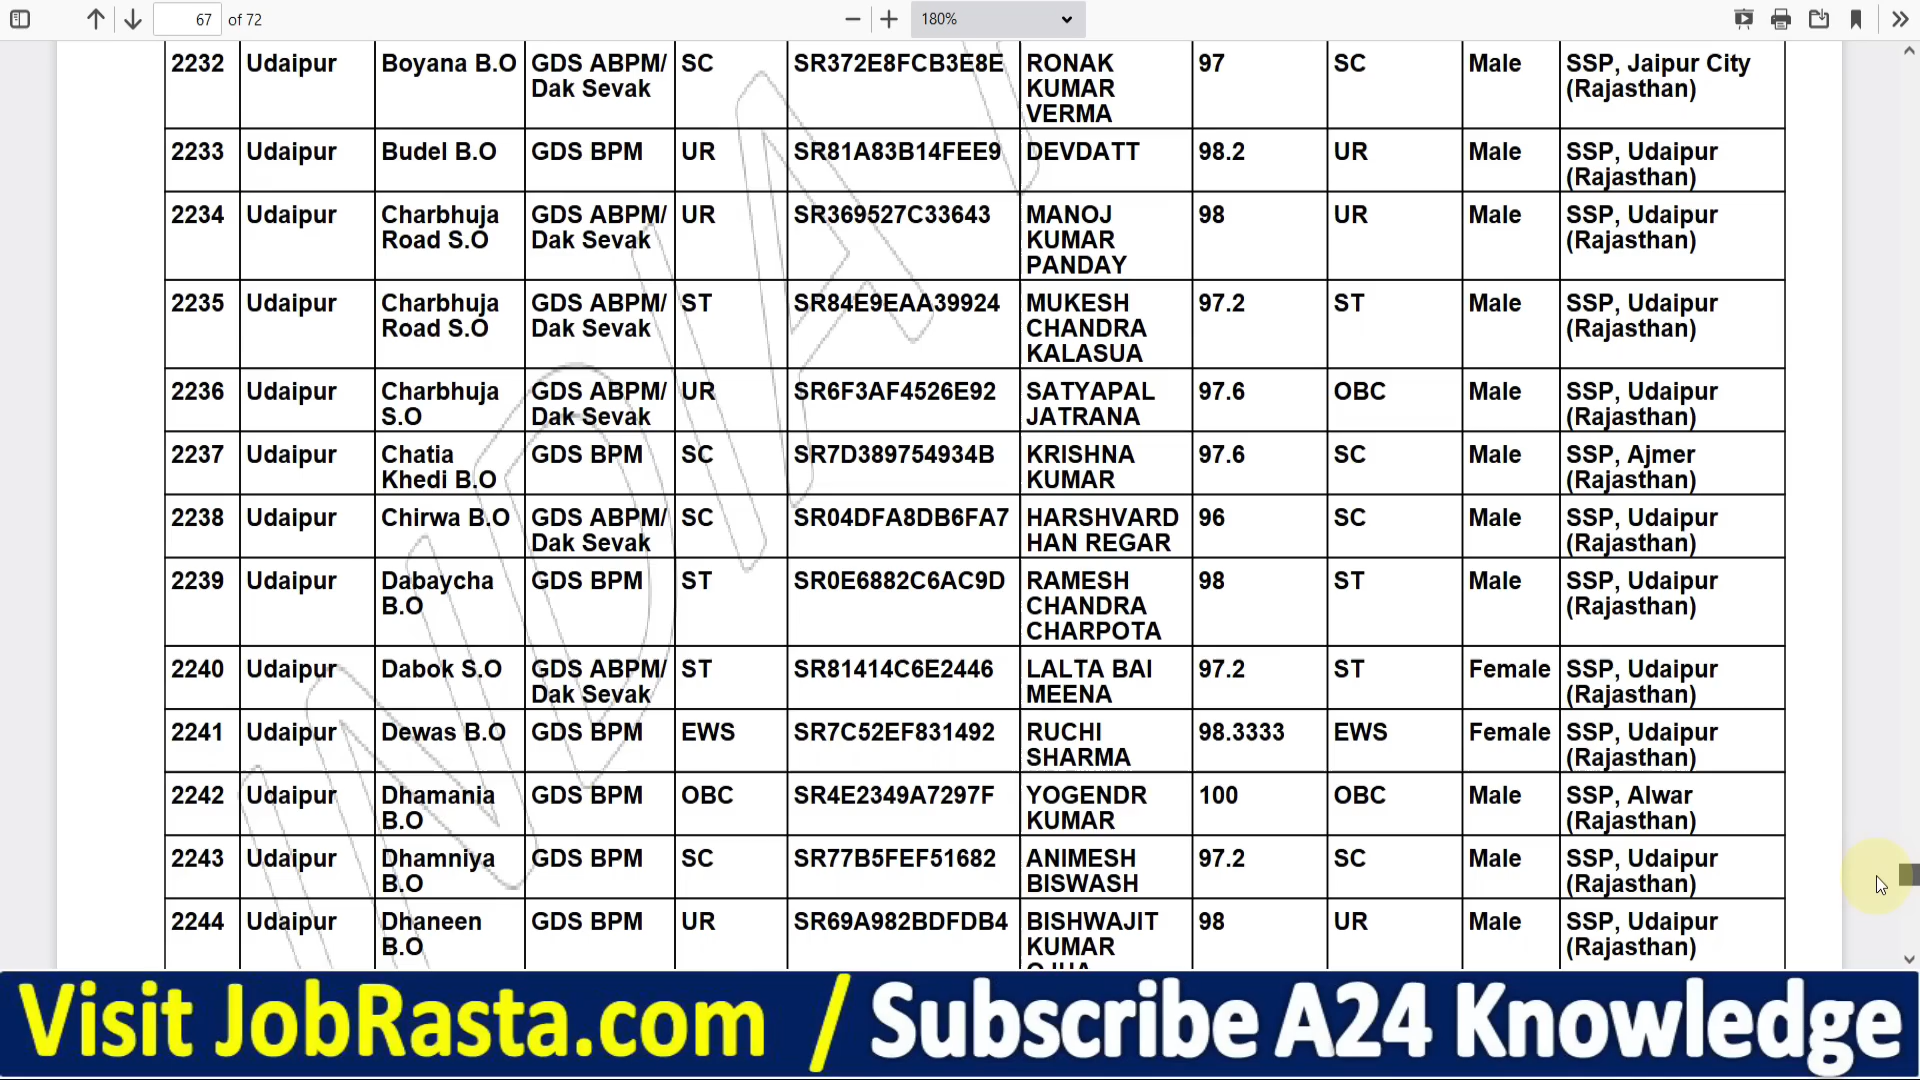 67 of 72 180%
2232 Udaipur Boyana B.O GDS ABPM/ SC SR372E8FCB3E8E RONAK 97 SC Male SSP, Jaipur City
Dak Sevak KUMAR (Rajasthan)
VERMA
2233 Udaipur Budel B.O GDS BPM UR SR81A83B14FEE9 DEVDATT 98.2 UR Male SSP, Udaipur
(Rajasthan)
2234 Udaipur Charbhuja GDS ABPM/ UR SR369527C33643 MANOJ 98 UR Male SSP, Udaipur
Road S.O Dak Sevak KUMAR (Rajasthan)
PANDAY
2235 Udaipur Charbhuja GDS ABPM/ ST SR84E9EAA39924 MUKESH 97.2 ST Male SSP, Udaipur
Road S.O Dak Sevak CHANDRA (Rajasthan)
KALASUA
2236 Udaipur Charbhuja GDS ABPM/ UR SR6F3AF4526E92 SATYAPAL 97.6 OBC Male SSP, Udaipur
S.O Dak Sevak JATRANA (Rajasthan)
2237 Udaipur Chatia GDS BPM SC SR7D389754934B KRISHNA 97.6 SC Male SSP, Ajmer
Khedi B.O KUMAR (Rajasthan)
2238 Udaipur Chirwa B.O GDS ABPM/ SC SR04DFA8DB6FA7 HARSHVARD 96 SC Male SSP, Udaipur
Dak Sevak HAN REGAR (Rajasthan)
2239 Udaipur Dabaycha GDS BPM ST SR0E6882C6AC9D RAMESH 98 ST Male SSP, Udaipur
B.O CHANDRA (Rajasthan)
CHARPOTA
2240 Udaipur Dabok S.O GDS ABPM/ ST SR81414C6E2446 LALTA BAI 97.2 ST Female SSP, Udaipur
Dak Sevak MEENA (Rajasthan)
2241 Udaipur Dewas B.O GDS BPM EWS SR7C52EF831492 RUCHI 98.3333 EWS Female SSP, Udaipur
SHARMA (Rajasthan)
2242 Udaipur Dhamania GDS BPM OBC SR4E2349A7297F YOGENDR 100 OBC Male SSP, Alwar
B.O KUMAR (Rajasthan)
2243 Udaipur Dhamniya GDS BPM SC SR77B5FEF51682 ANIMESH 97.2 SC Male SSP, Udaipur
B.O BISWASH (Rajasthan)
2244 Udaipur Dhaneen GDS BPM UR SR69A982BDFDB4 BISHWAJIT 98 UR Male SSP, Udaipur
B.O KUMAR (Rajasthan)
Visit JobRasta.com / Subscribe A24 Knowledge